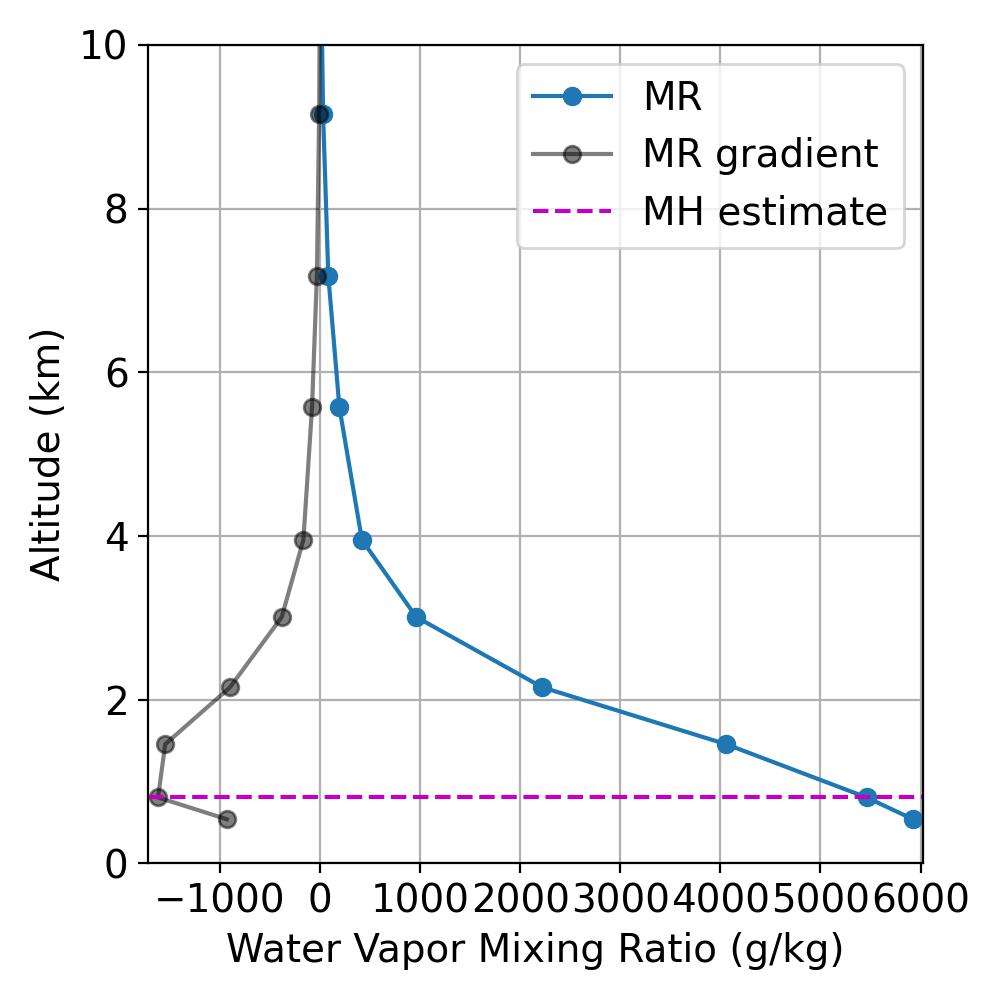 10
8
6
4
2
0
Altitude (km)
MR
MR gradient
MH estimate
−1000 0 1000 2000 3000 4000 5000 6000
Water Vapor Mixing Ratio (g/kg)